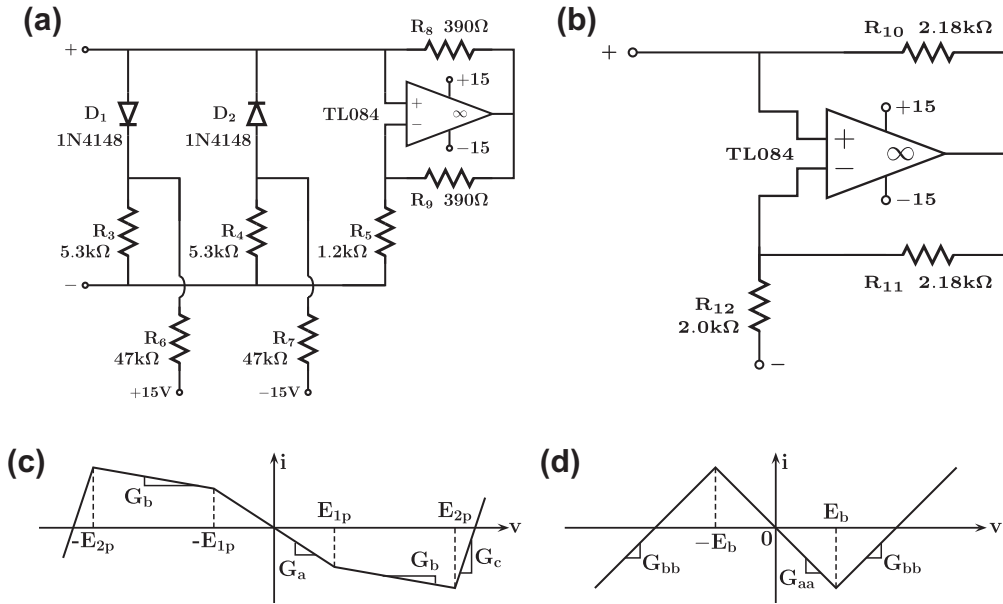 (a)
R8 390Ω
+
D1
1N4148
D2
1N4148
TL084
+
−
∞
+15
−15
R9 390Ω
R3
5.3kΩ
R4
5.3kΩ
R5
1.2kΩ
−
R6
47kΩ
R7
47kΩ
+15V
−15V
(b)
R10 2.18kΩ
+
+15
TL084
+
−
∞
−15
R11 2.18kΩ
R12
2.0kΩ
−
(c)
i
Gb
E1p
E2p
v
-E2p
-E1p
Ga
Gb
Gc
(d)
i
Eb
v
−Eb
0
Gbb
Gaa
Gbb